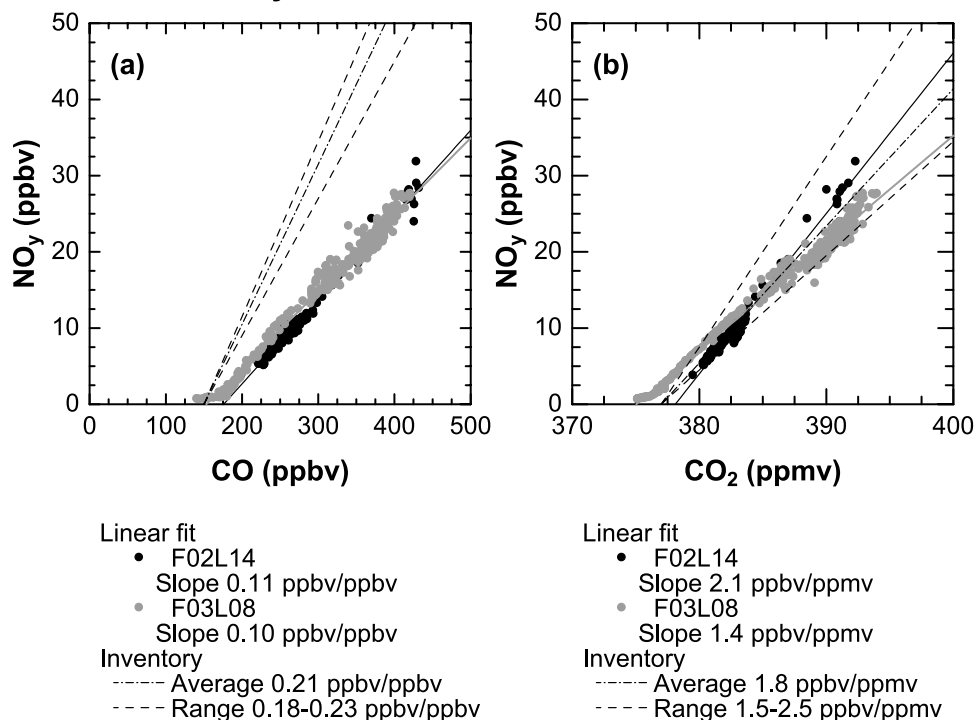 (a)
50
40
30
20
10
0
NOy (ppbv)
0 100 200 300 400 500
CO (ppbv)
(b)
50
40
30
20
10
0
NOy (ppbv)
370 380 390 400
CO2 (ppmv)
Linear fit
F02L14
Slope 0.11 ppbv/ppbv
F03L08
Slope 0.10 ppbv/ppbv
Inventory
Average 0.21 ppbv/ppbv
Range 0.18-0.23 ppbv/ppbv
Linear fit
F02L14
Slope 2.1 ppbv/ppmv
F03L08
Slope 1.4 ppbv/ppmv
Inventory
Average 1.8 ppbv/ppmv
Range 1.5-2.5 ppbv/ppmv